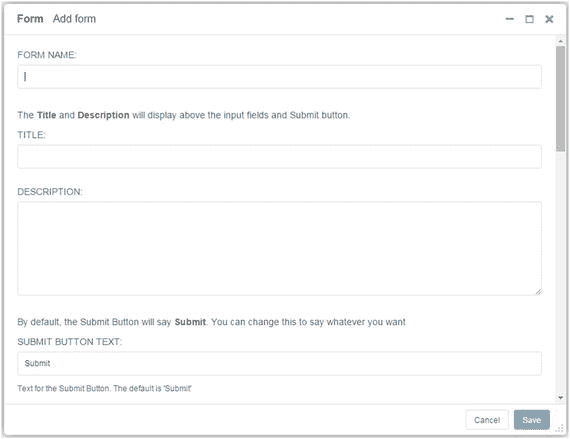 Form Add form
FORM NAME:
The Title and Description will display above the input fields and Submit button.
TITLE:
DESCRIPTION:
By default, the Submit Button will say Submit. You can change this to say whatever you want
SUBMIT BUTTON TEXT:
Submit
Text for the Submit Button. The default is 'Submit'
Cancel Save